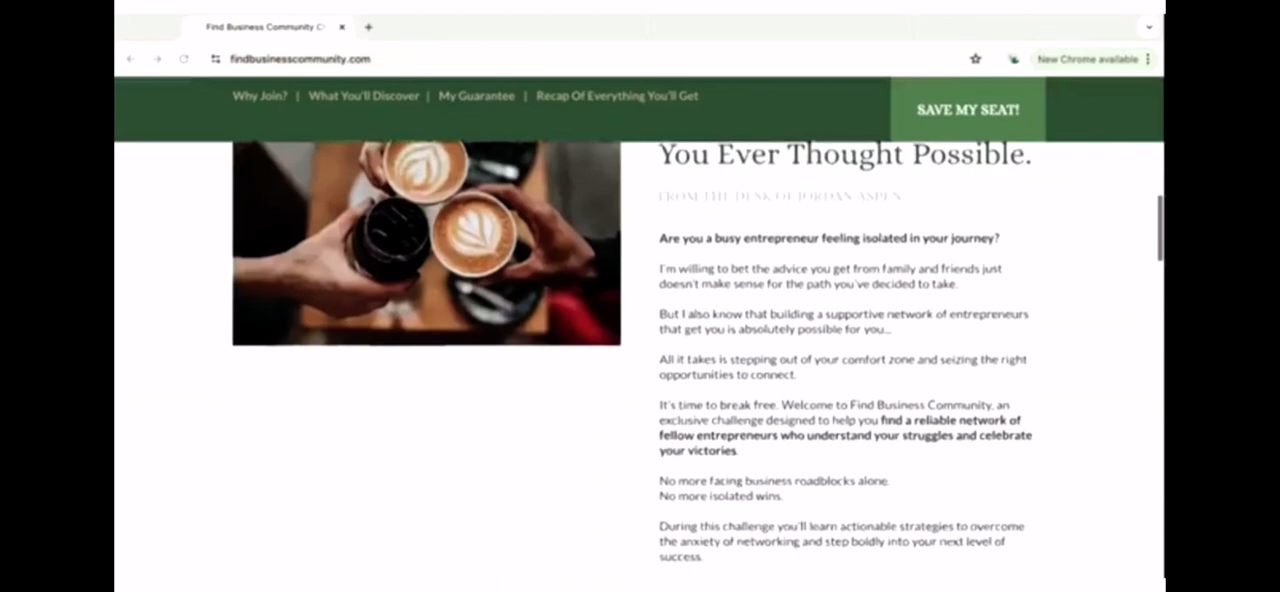 Find Business Community C
findbusinesscommunity.com
New Chrome available
Why Join? | What You'll Discover | My Guarantee | Recap Of Everything You'll Get
SAVE MY SEAT!
You Ever Thought Possible.
FROM THE DESK OF JORDAN ASPEN
Are you a busy entrepreneur feeling isolated in your journey?
I'm willing to bet the advice you get from family and friends just
doesn't make sense for the path you've decided to take.
But I also know that building a supportive network of entrepreneurs
that get you is absolutely possible for you...
All it takes is stepping out of your comfort zone and seizing the right
opportunities to connect.
It's time to break free. Welcome to Find Business Community, an
exclusive challenge designed to help you find a reliable network of
fellow entrepreneurs who understand your struggles and celebrate
your victories.
No more facing business roadblocks alone.
No more isolated wins.
During this challenge you'll learn actionable strategies to overcome
the anxiety of networking and step boldly into your next level of
success.